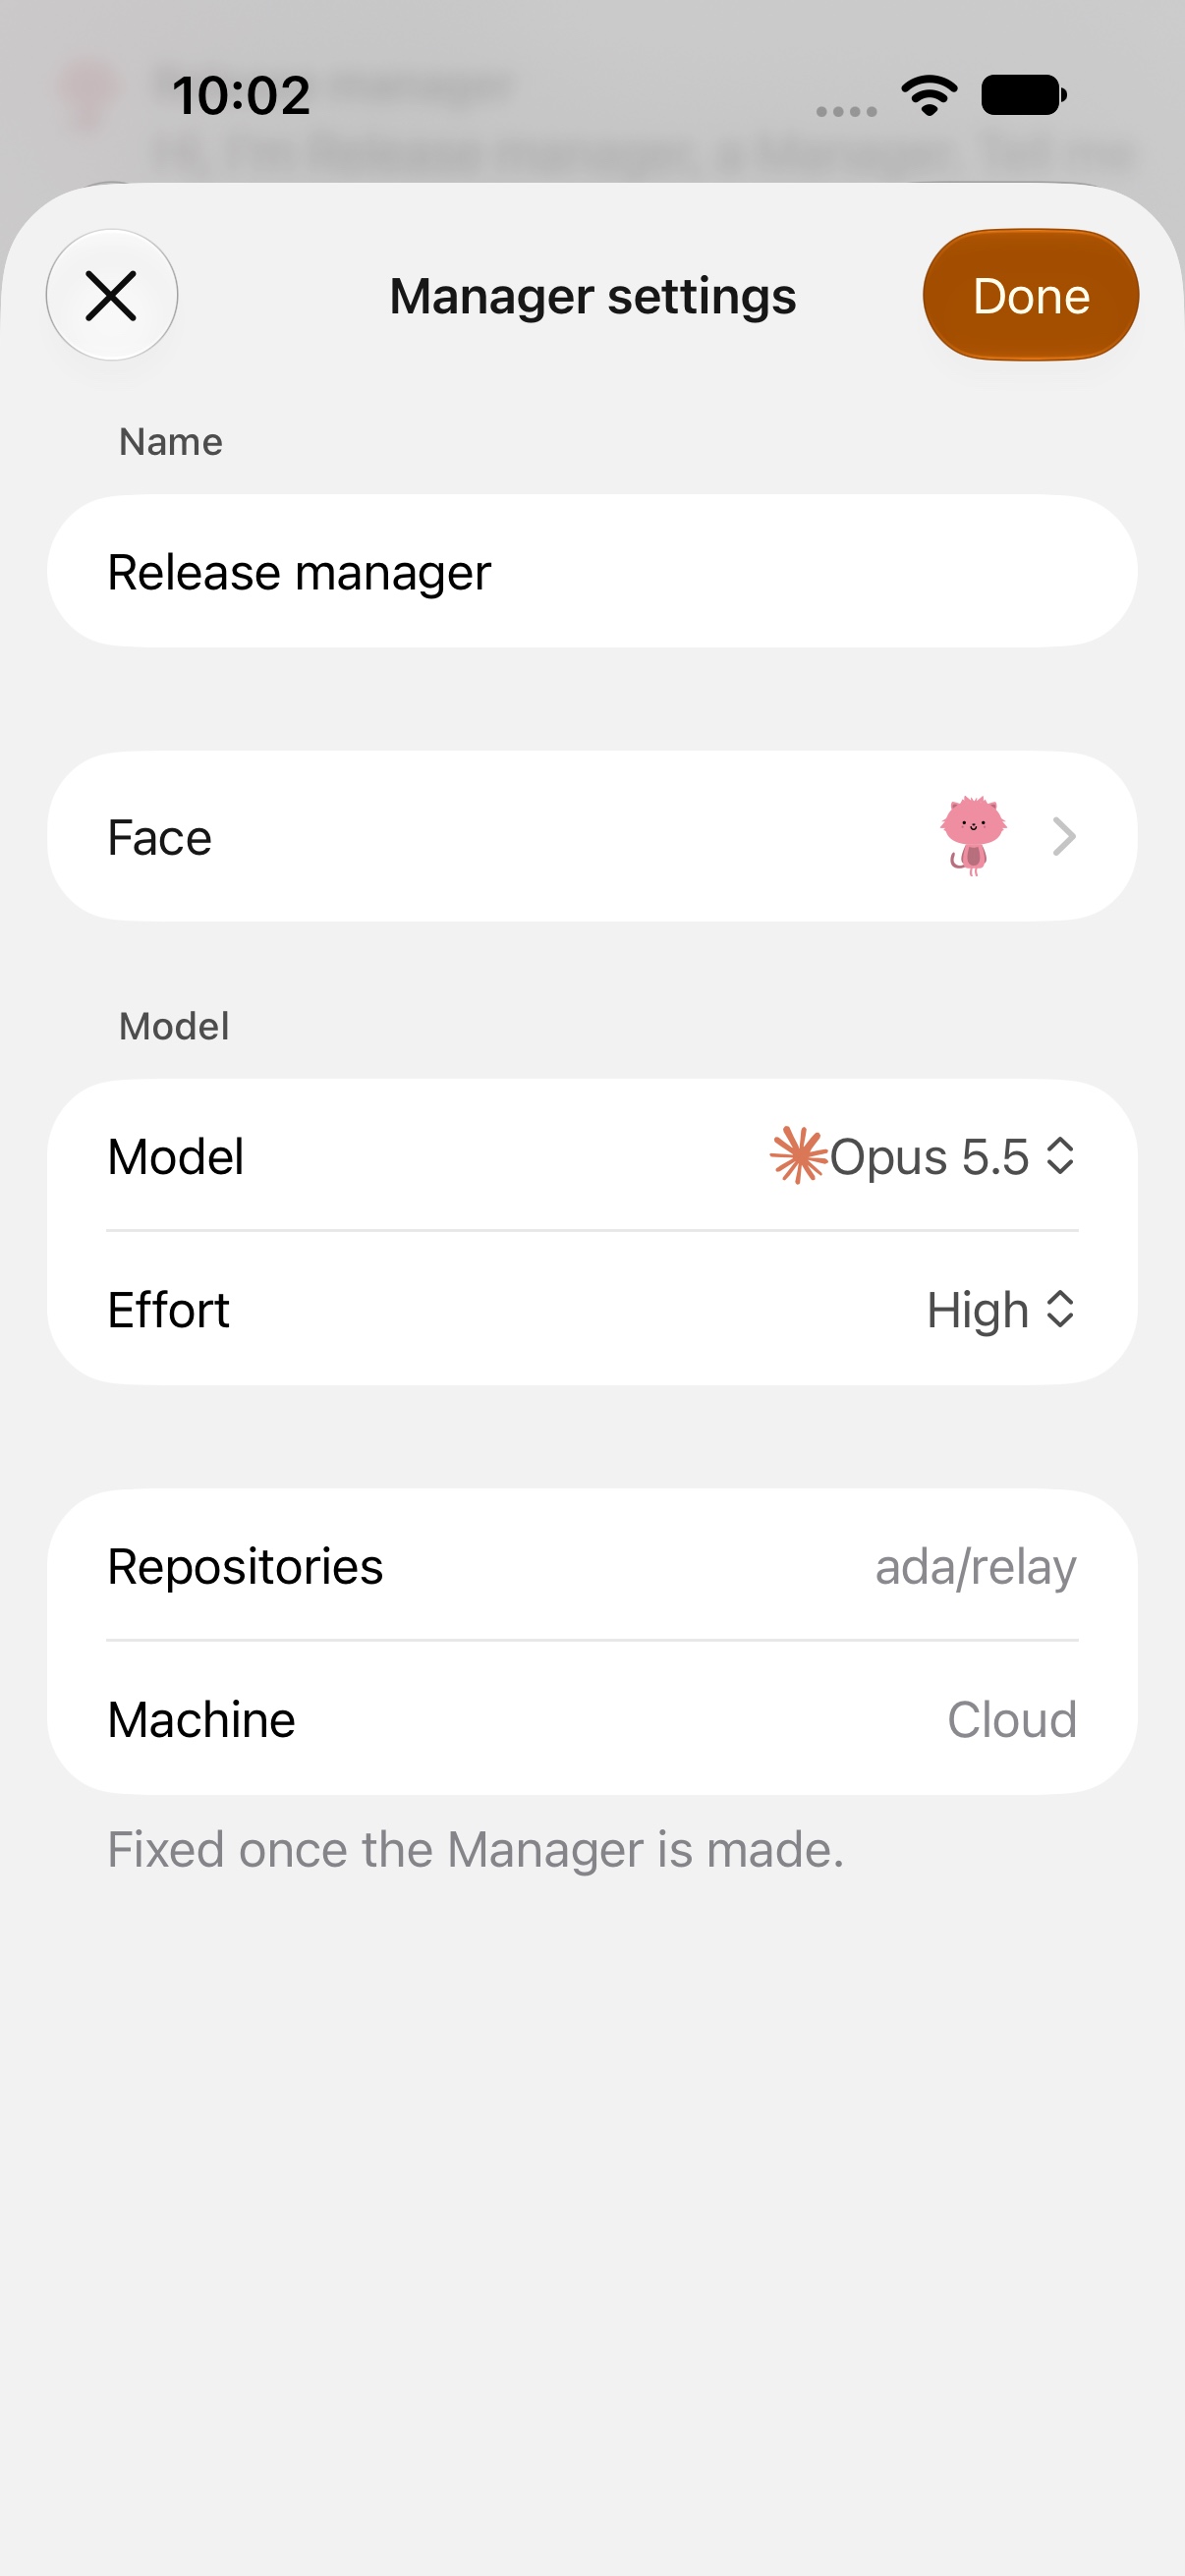 10:02
Manager settings
Done
Name
Release manager
Face
Model
Model
Opus 5.5
Effort
High
Repositories
ada/relay
Machine
Cloud
Fixed once the Manager is made.